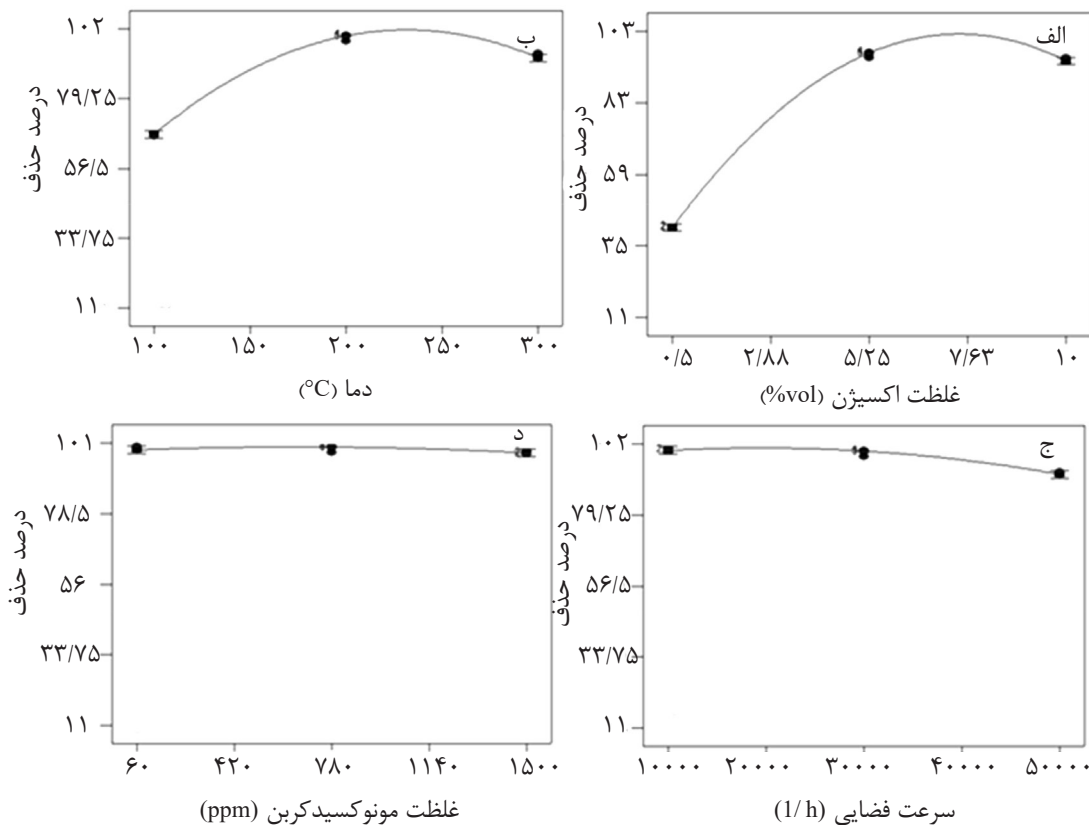 الف
درصد حذف
۱۰۳
۸۳
۵۹
۳۵
۱۱
۰/۵ ۲/۸۸ ۵/۲۵ ۷/۶۳ ۱۰
غلظت اکسیژن (%vol)
ب
درصد حذف
۱۰۲
۷۹/۲۵
۵۶/۵
۳۳/۷۵
۱۱
۱۰۰ ۱۵۰ ۲۰۰ ۲۵۰ ۳۰۰
دما (°C)
ج
درصد حذف
۱۰۲
۷۹/۲۵
۵۶/۵
۳۳/۷۵
۱۱
۱۰۰۰۰ ۲۰۰۰۰ ۳۰۰۰۰ ۴۰۰۰۰ ۵۰۰۰۰
سرعت فضایی (1/ h)
د
درصد حذف
۱۰۱
۷۸/۵
۵۶
۳۳/۷۵
۱۱
۶۰ ۴۲۰ ۷۸۰ ۱۱۴۰ ۱۵۰۰
غلظت مونوکسیدکربن (ppm)